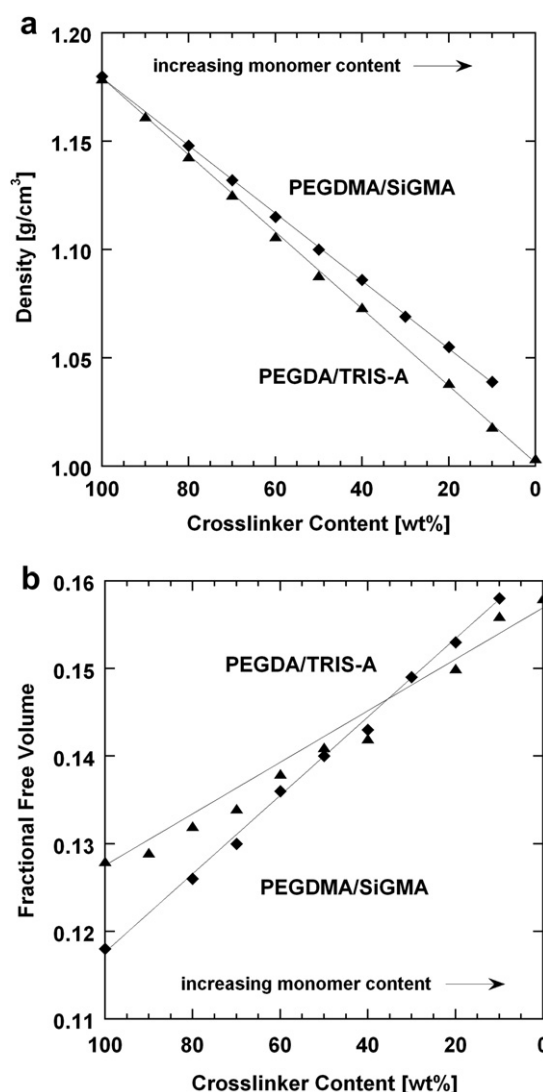 a
1.20
increasing monomer content
1.15
PEGDMA/SiGMA
Density [g/cm³]
1.10
1.05
PEGDA/TRIS-A
1.00
100 80 60 40 20 0
Crosslinker Content [wt%]
b
0.16
PEGDA/TRIS-A
0.15
Fractional Free Volume
0.14
0.13
PEGDMA/SiGMA
0.12
increasing monomer content
0.11
100 80 60 40 20 0
Crosslinker Content [wt%]